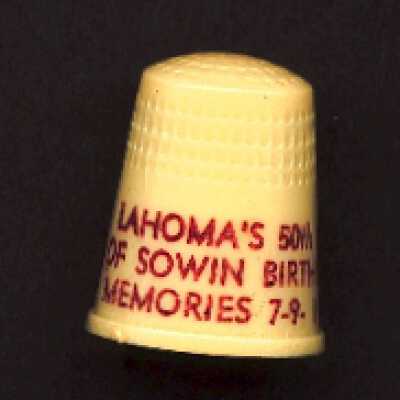 LAHOMA'S 50th
OF SOWIN BIRTH
MEMORIES 7-9-